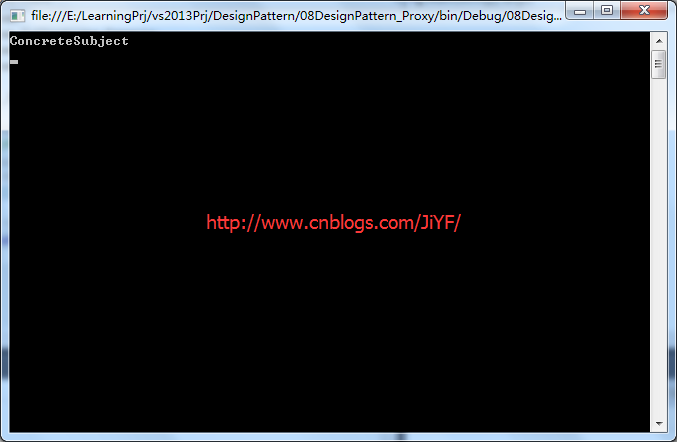 file:///E:/LearningPrj/vs2013Prj/DesignPattern/08DesignPattern_Proxy/bin/Debug/08Desig...
ConcreteSubject
http://www.cnblogs.com/JiYF/